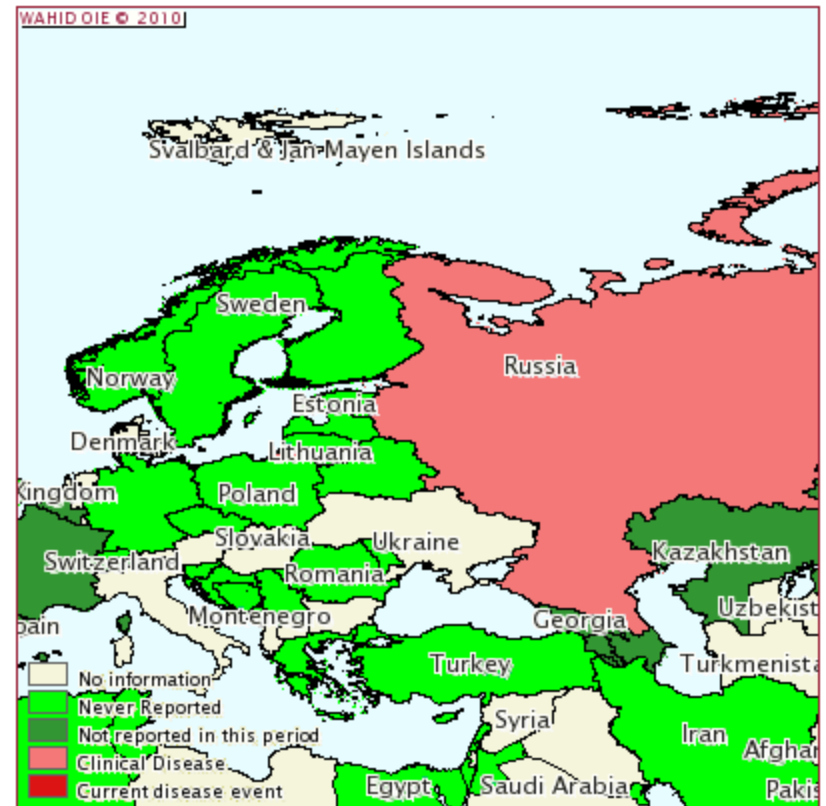 WAHID OIE © 2010
Svalbard & Jan Mayen Islands
Sweden
Russia
Norway
Estonia
Denmark
Lithuania
Kingdom
Poland
Slovakia
Ukraine
Switzerland
Kazakhstan
Romania
Uzbekist
Montenegro
Georgia
pain
Turkey
Turkmenista
No information
Never Reported
Syria
Iran
Not reported in this period
Afghar
Clinical Disease
Egypt
Saudi Arabia
Pakis
Current disease event